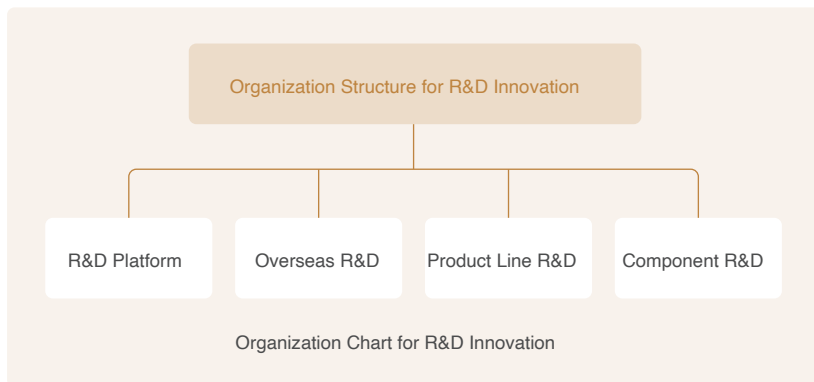 Organization Structure for R&D Innovation
R&D Platform
Overseas R&D
Product Line R&D
Component R&D
Organization Chart for R&D Innovation